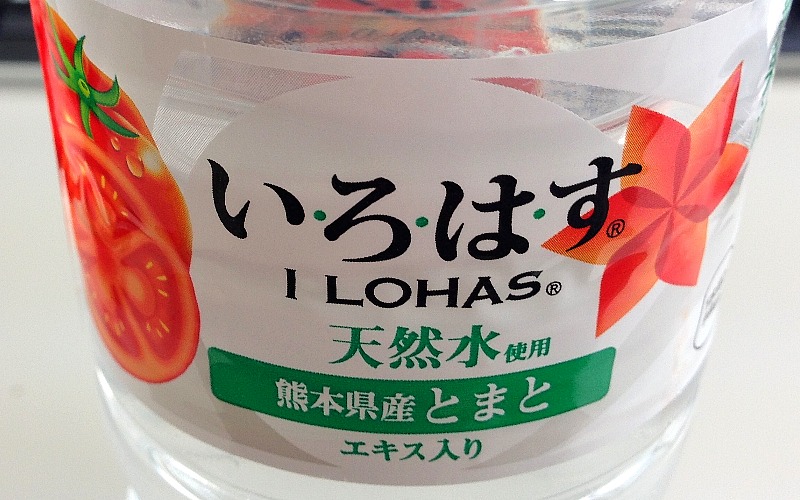 い・ろ・は・す®
I LOHAS®
天然水使用
熊本県産とまと
エキス入り